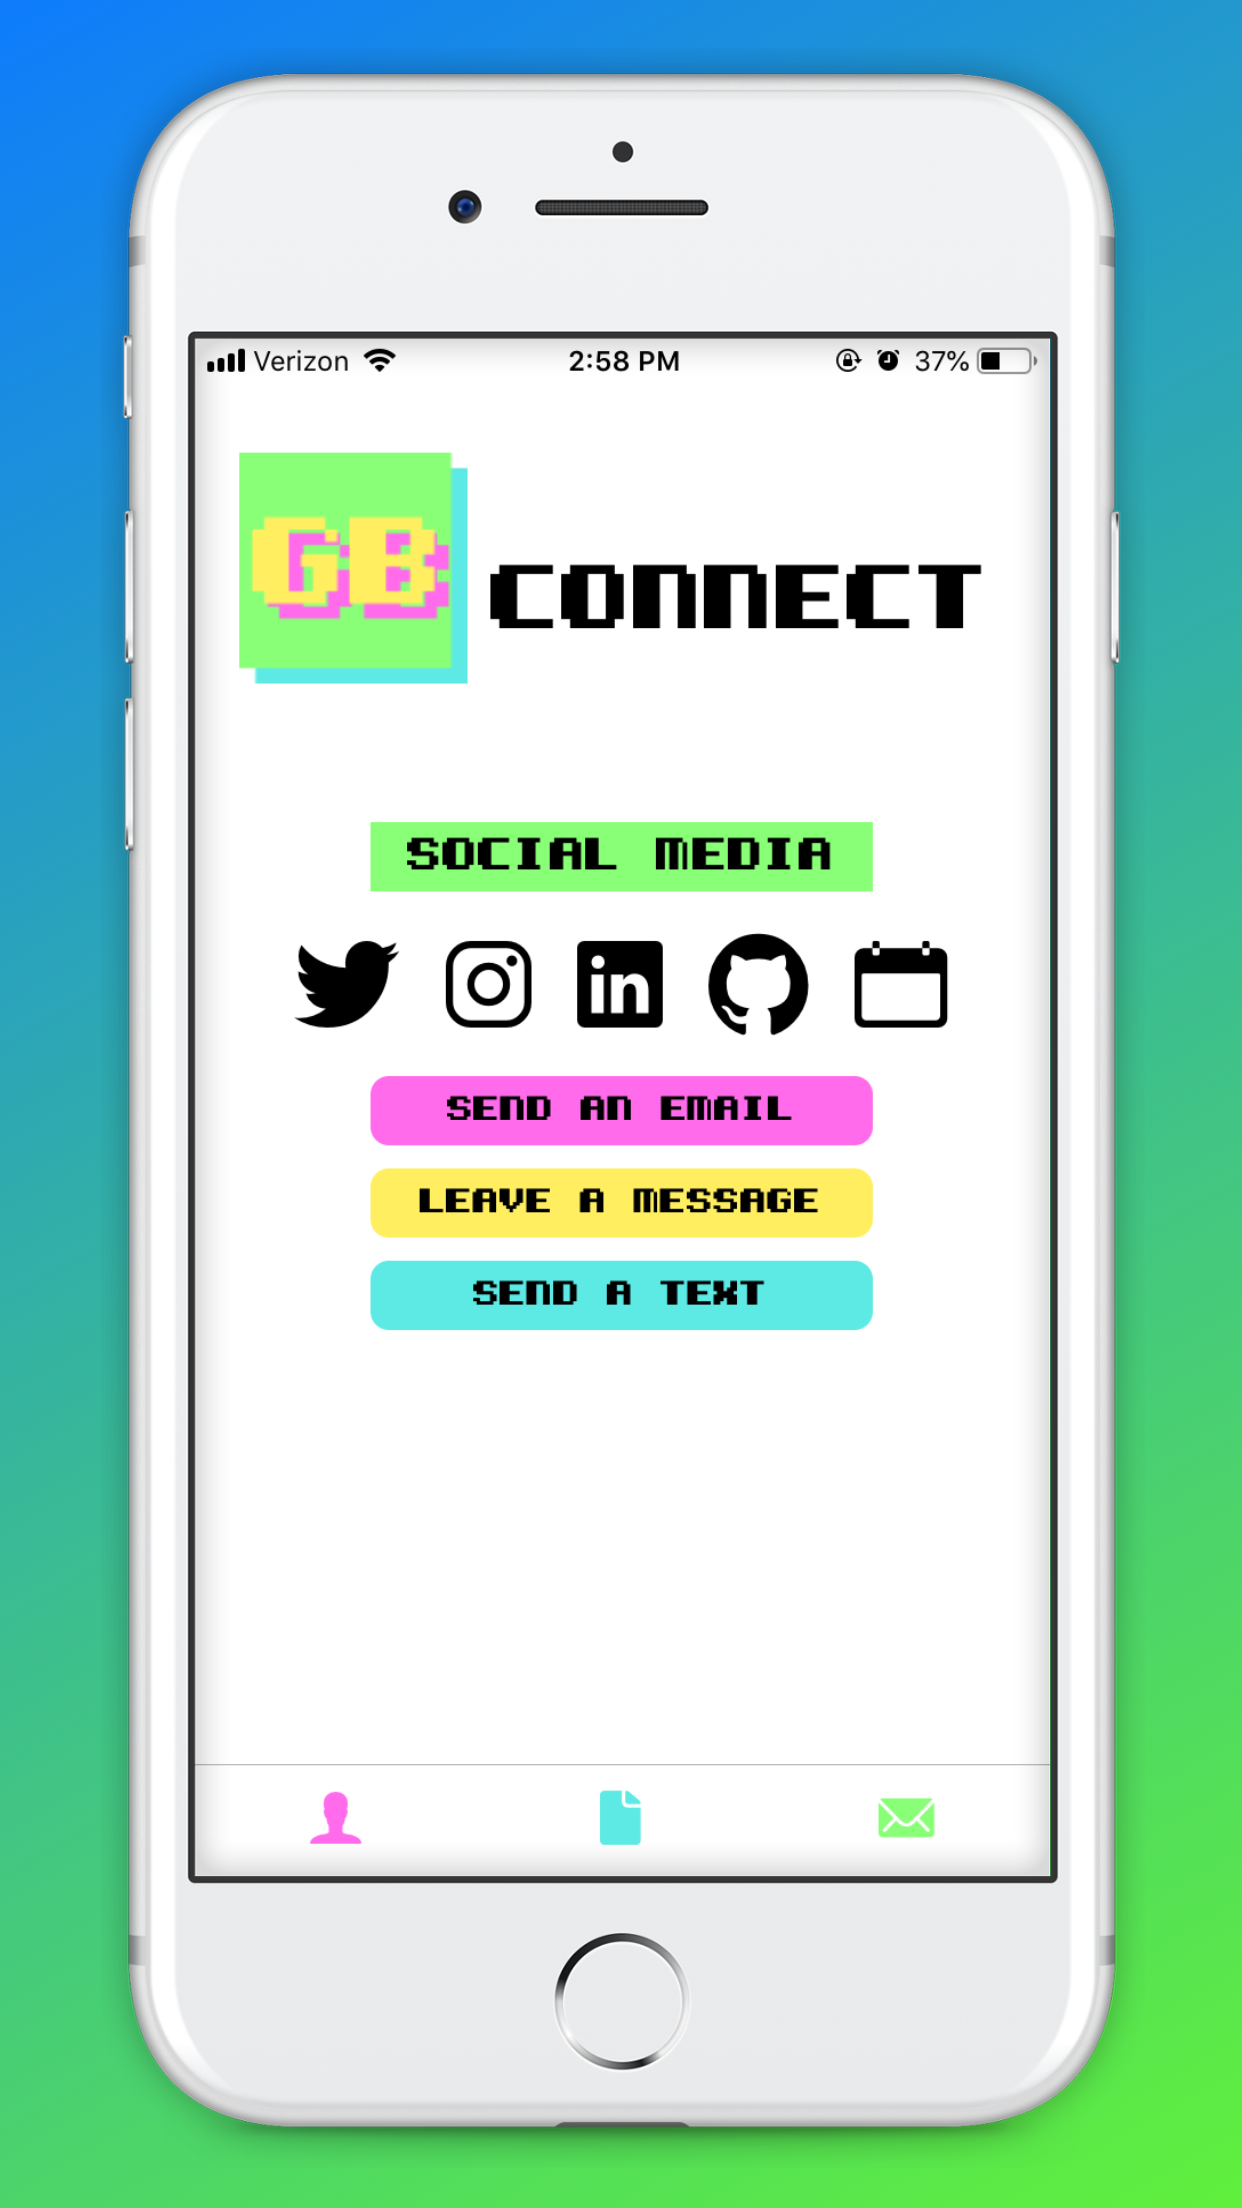 Verizon 2:58 PM 37%
GB
CONNECT
SOCIAL MEDIA
in
SEND AN EMAIL
LEAVE A MESSAGE
SEND A TEXT